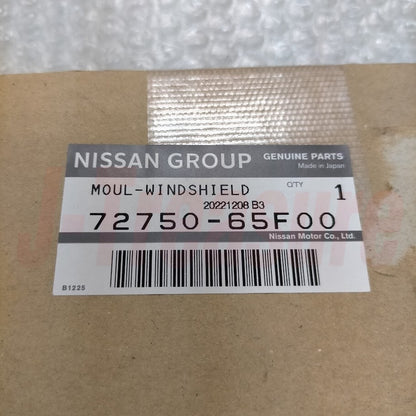 NISSAN GROUP GENUINE PARTS
Made in Japan
MOUL-WINDSHIELD Q'TY 1
20221208 B3
72750-65F00
Nissan Motor Co., Ltd.
B1225